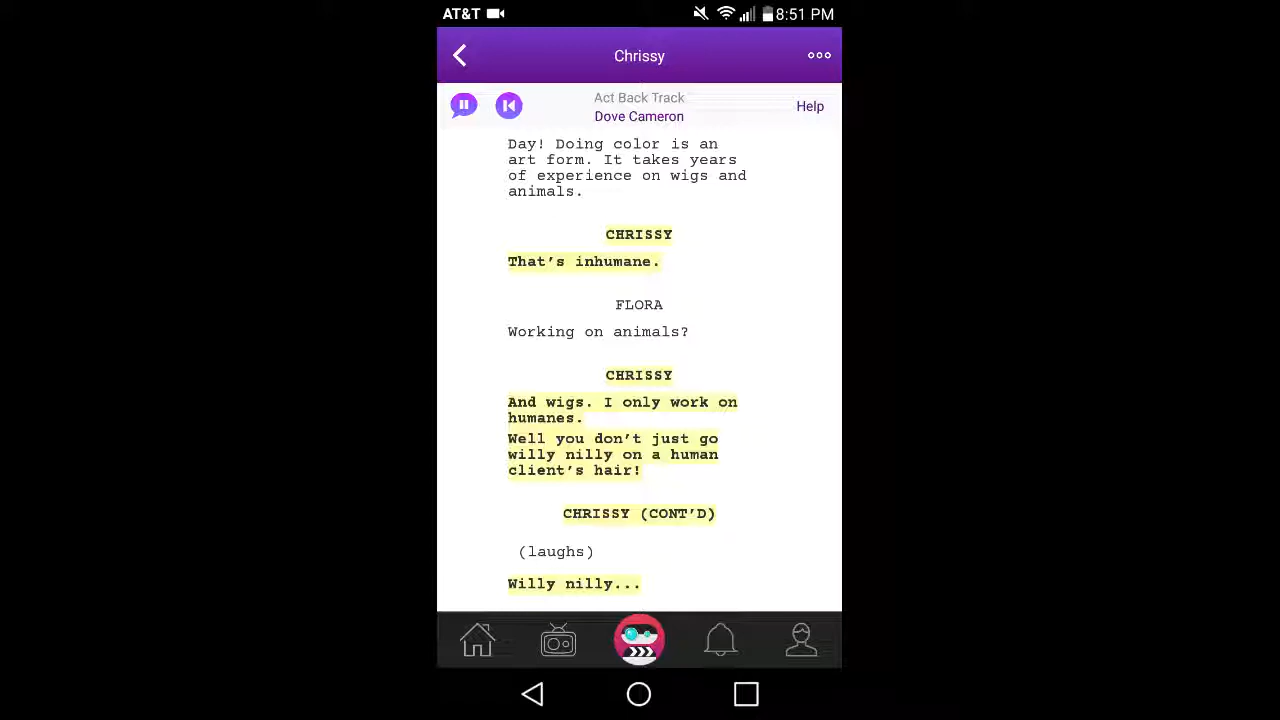 AT&T 8:51 PM
Chrissy
Act Back Track
Dove Cameron
Help
Day! Doing color is an
art form. It takes years
of experience on wigs and
animals.
CHRISSY
That's inhumane.
FLORA
Working on animals?
CHRISSY
And wigs. I only work on
humanes.
Well you don't just go
willy nilly on a human
client's hair!
CHRISSY (CONT'D)
(laughs)
Willy nilly...